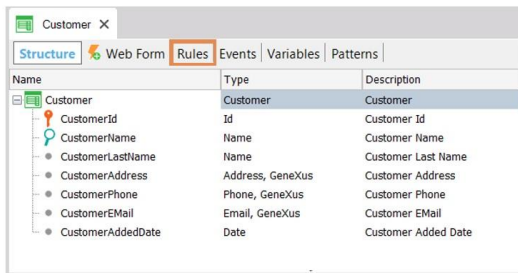 Customer
Structure Web Form Rules Events Variables Patterns
Name Type Description
Customer Customer Customer
CustomerId Id Customer Id
CustomerName Name Customer Name
CustomerLastName Name Customer Last Name
CustomerAddress Address, GeneXus Customer Address
CustomerPhone Phone, GeneXus Customer Phone
CustomerEMail Email, GeneXus Customer EMail
CustomerAddedDate Date Customer Added Date